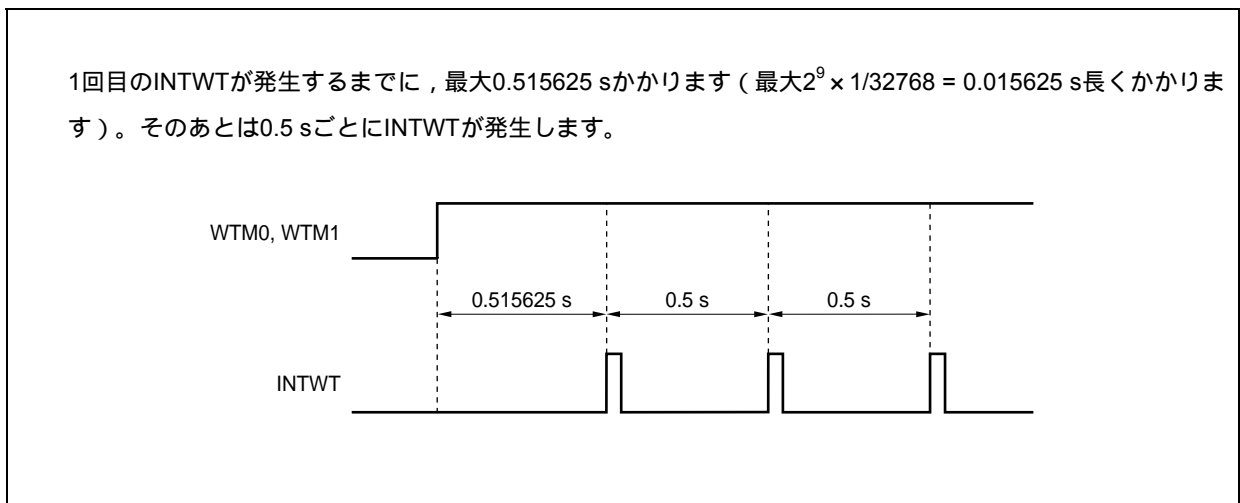 1回目のINTWTが発生するまでに，最大0.515625 sかかります（最大2⁹ × 1/32768 = 0.015625 s長くかかりま
す）。そのあとは0.5 sごとにINTWTが発生します。
WTM0, WTM1
0.515625 s 0.5 s 0.5 s
INTWT